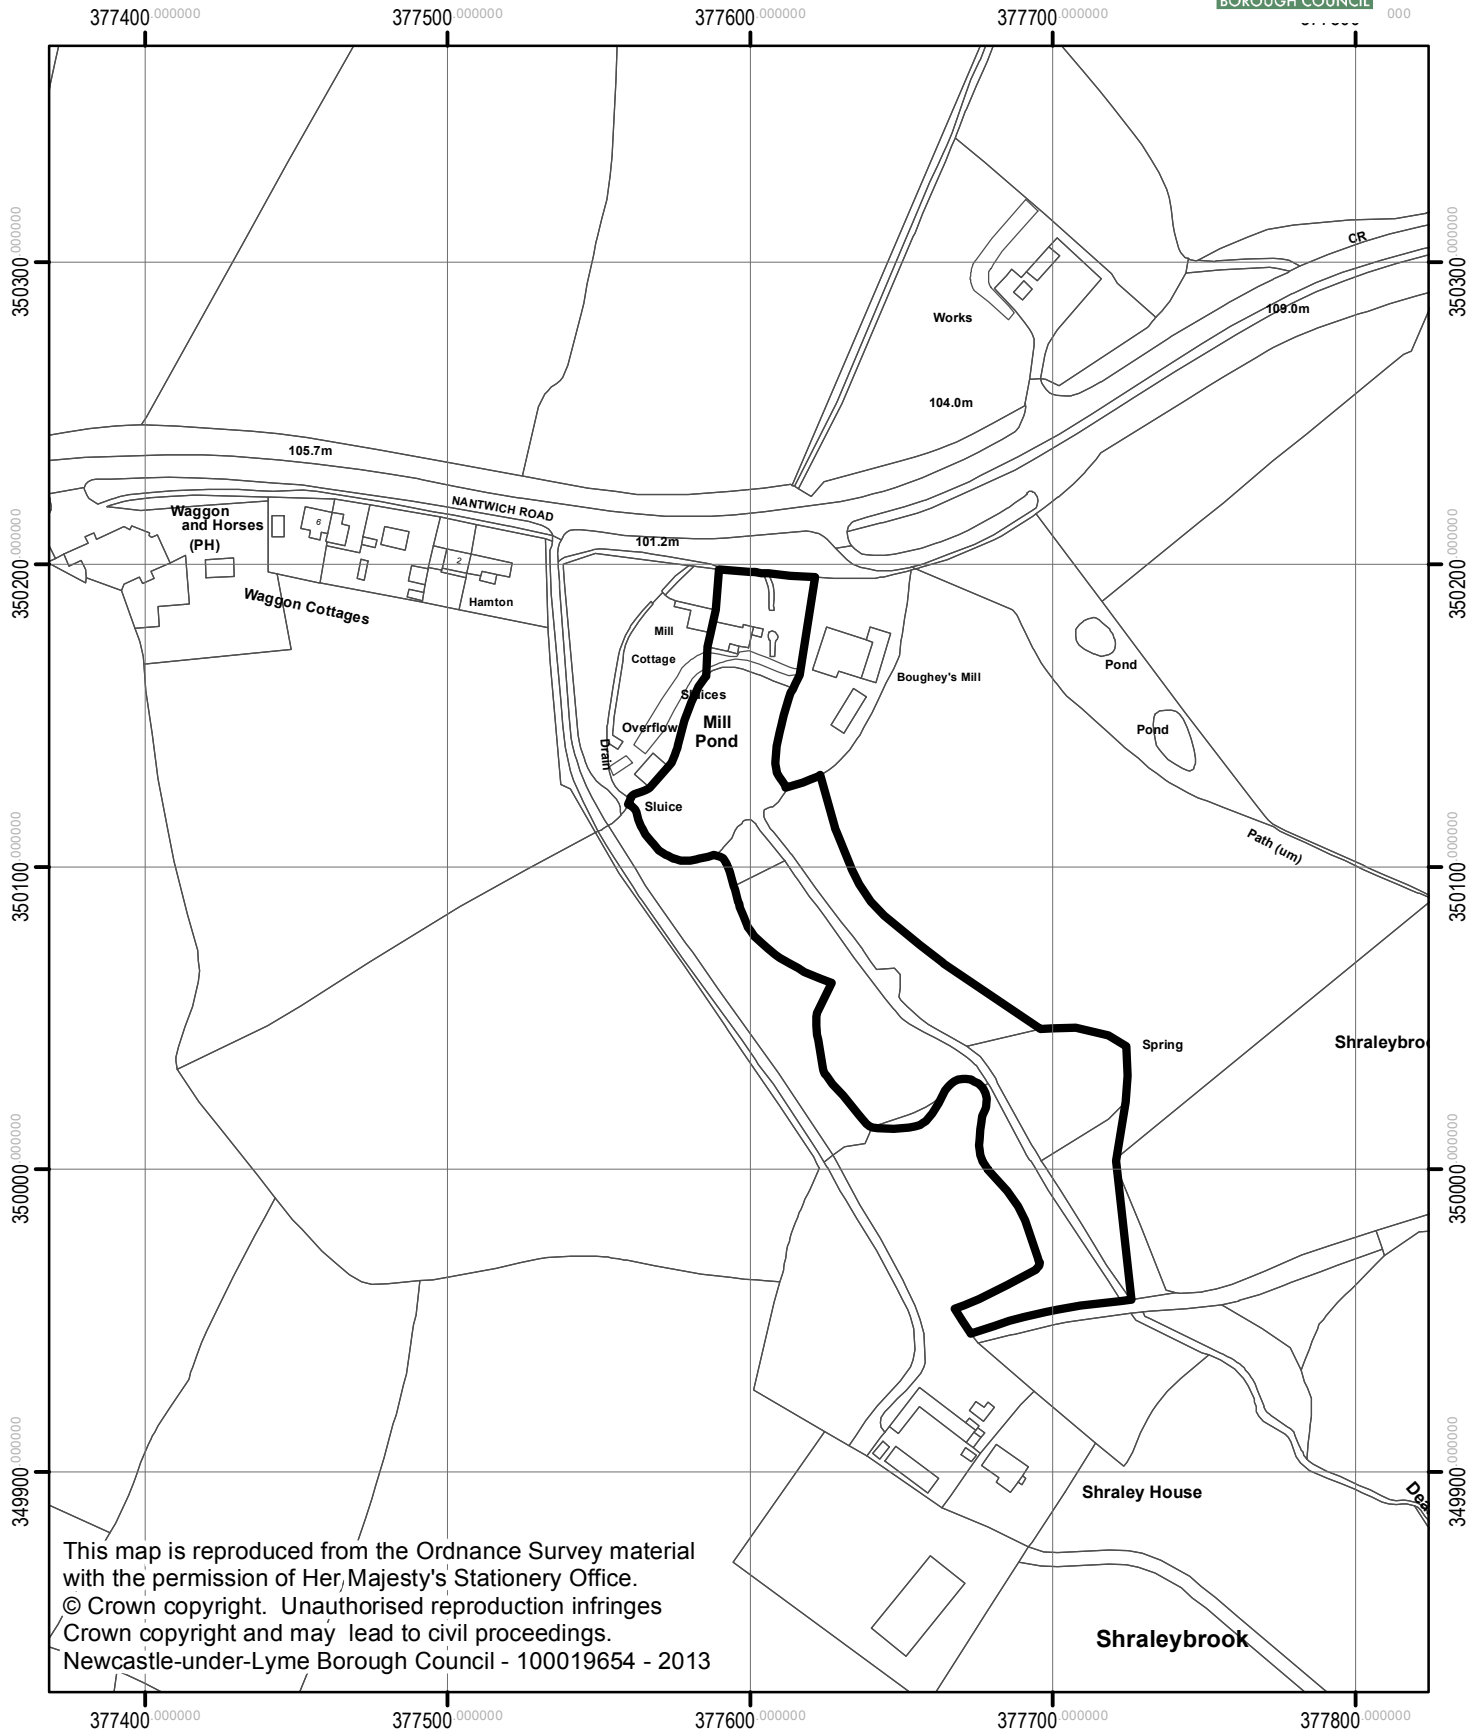 BOROUGH COUNCIL
377400.000000
377500.000000
377600.000000
377700.000000
000
350300.000000
350300.000000
350200.000000
350200.000000
350100.000000
350100.000000
350000.000000
350000.000000
349900.000000
349900.000000
CR
109.0m
Works
104.0m
105.7m
NANTWICH ROAD
Waggon
and Horses
(PH)
6
2
101.2m
Waggon Cottages
Hamton
Mill
Cottage
Boughey's Mill
Pond
Sluices
Overflow
Mill
Pond
Pond
Drain
Sluice
Path (um)
Spring
Shraleybro
Shraley House
Dea
Shraleybrook
This map is reproduced from the Ordnance Survey material
with the permission of Her Majesty's Stationery Office.
© Crown copyright. Unauthorised reproduction infringes
Crown copyright and may lead to civil proceedings.
Newcastle-under-Lyme Borough Council - 100019654 - 2013
377400.000000
377500.000000
377600.000000
377700.000000
377800.000000